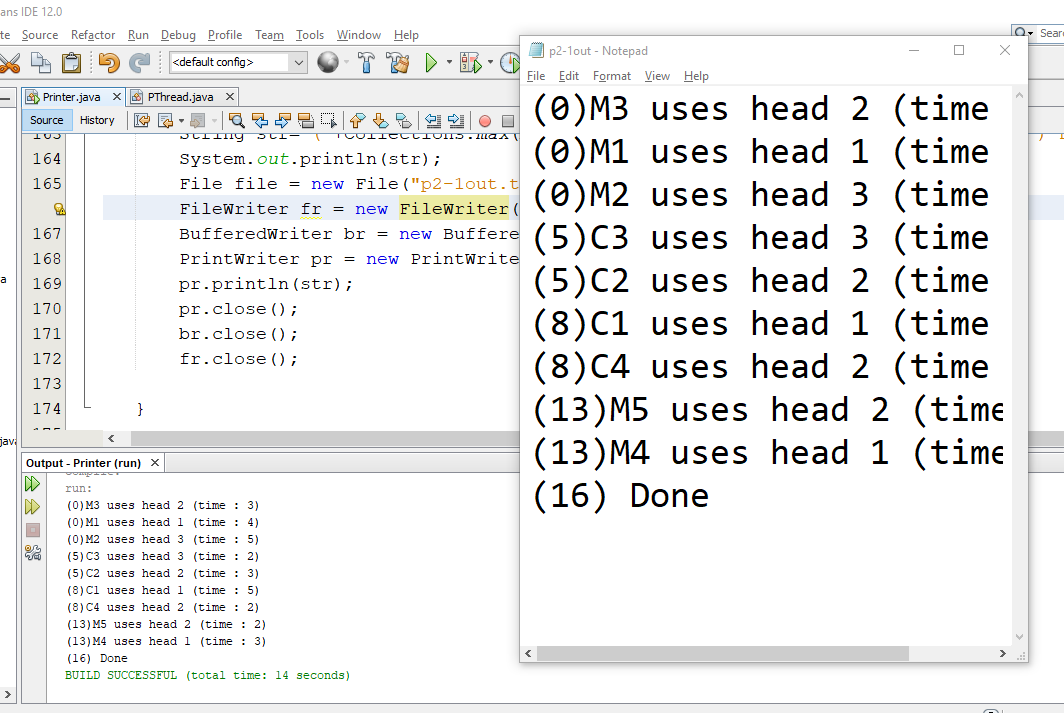 ans IDE 12.0
te Source Refactor Run Debug Profile Team Tools Window Help
<default config>
Sear
Printer.java PThread.java
Source History
163 String str= ( +Collections.max(
164 System.out.println(str);
165 File file = new File("p2-1out.t
FileWriter fr = new FileWriter(
167 BufferedWriter br = new Buffere
168 PrintWriter pr = new PrintWrite
169 pr.println(str);
170 pr.close();
171 br.close();
172 fr.close();
173
174 }
a
java
Output - Printer (run)
compile:
run:
(0)M3 uses head 2 (time : 3)
(0)M1 uses head 1 (time : 4)
(0)M2 uses head 3 (time : 5)
(5)C3 uses head 3 (time : 2)
(5)C2 uses head 2 (time : 3)
(8)C1 uses head 1 (time : 5)
(8)C4 uses head 2 (time : 2)
(13)M5 uses head 2 (time : 2)
(13)M4 uses head 1 (time : 3)
(16) Done
BUILD SUCCESSFUL (total time: 14 seconds)
p2-1out - Notepad
File Edit Format View Help
(0)M3 uses head 2 (time
(0)M1 uses head 1 (time
(0)M2 uses head 3 (time
(5)C3 uses head 3 (time
(5)C2 uses head 2 (time
(8)C1 uses head 1 (time
(8)C4 uses head 2 (time
(13)M5 uses head 2 (time
(13)M4 uses head 1 (time
(16) Done